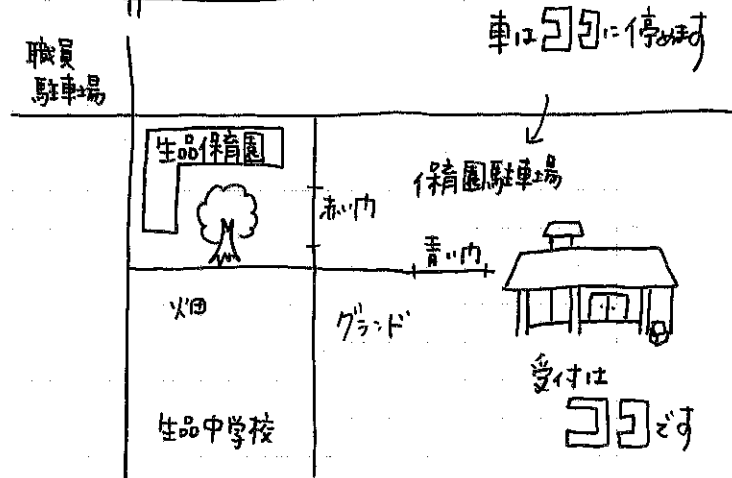 車はココに停めます
職員
駐車場
生品保育園
保育園駐車場
赤い門
青い門
畑
グランド
受付は
ココです
生品中学校